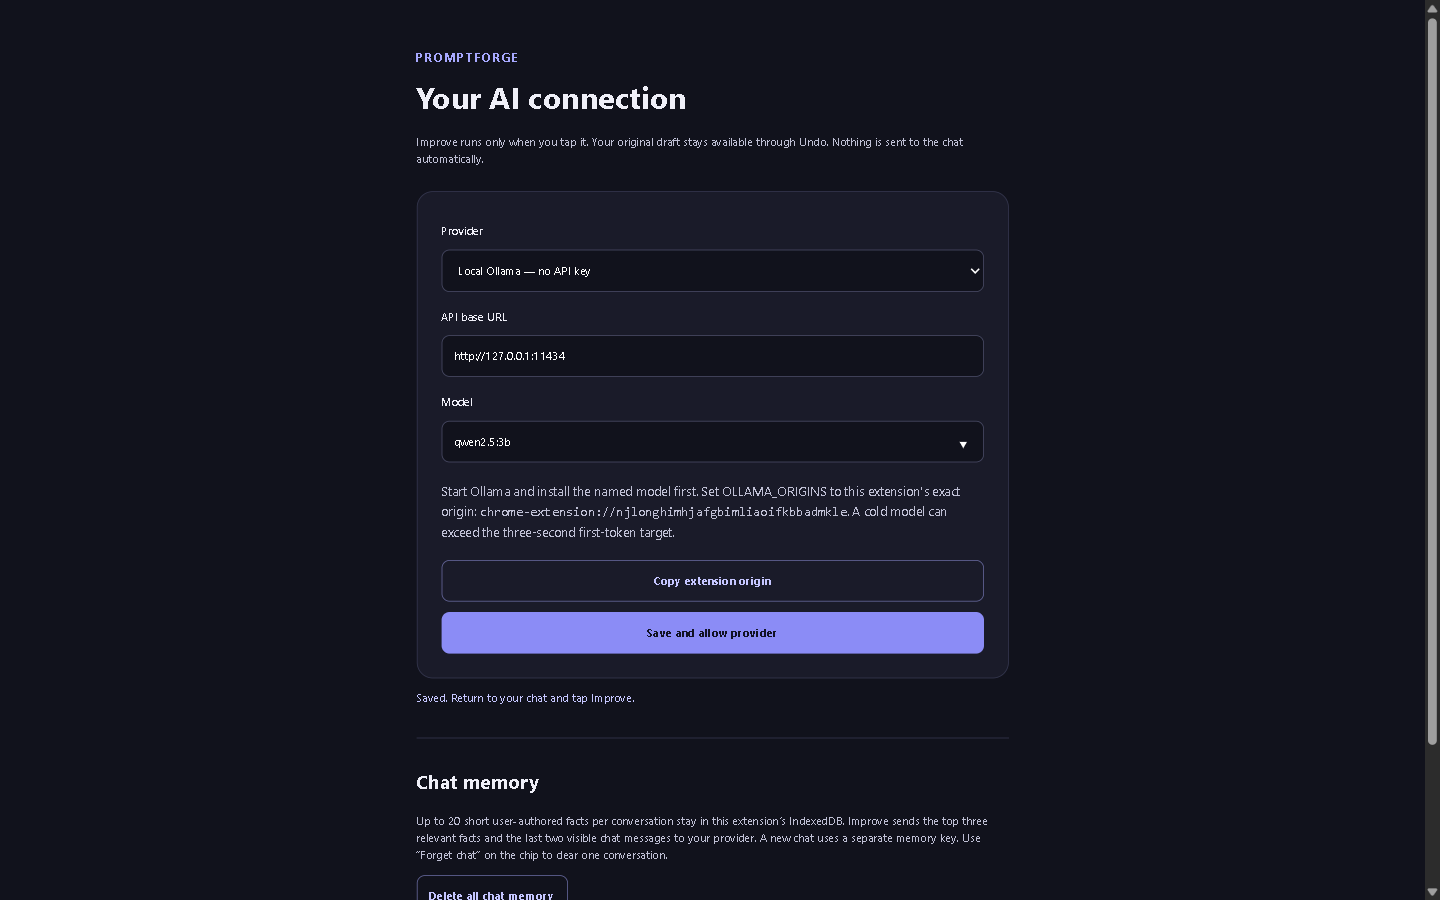 PROMPTFORGE
Your AI connection
Improve runs only when you tap it. Your original draft stays available through Undo. Nothing is sent to the chat
automatically.
Provider
Local Ollama — no API key
API base URL
http://127.0.0.1:11434
Model
qwen2.5:3b
Start Ollama and install the named model first. Set OLLAMA_ORIGINS to this extension's exact
origin: chrome-extension://njlonghimhjafgbimliaoifkbbadmkle. A cold model can
exceed the three-second first-token target.
Copy extension origin
Save and allow provider
Saved. Return to your chat and tap Improve.
Chat memory
Up to 20 short user-authored facts per conversation stay in this extension's IndexedDB. Improve sends the top three
relevant facts and the last two visible chat messages to your provider. A new chat uses a separate memory key. Use
“Forget chat” on the chip to clear one conversation.
Delete all chat memory